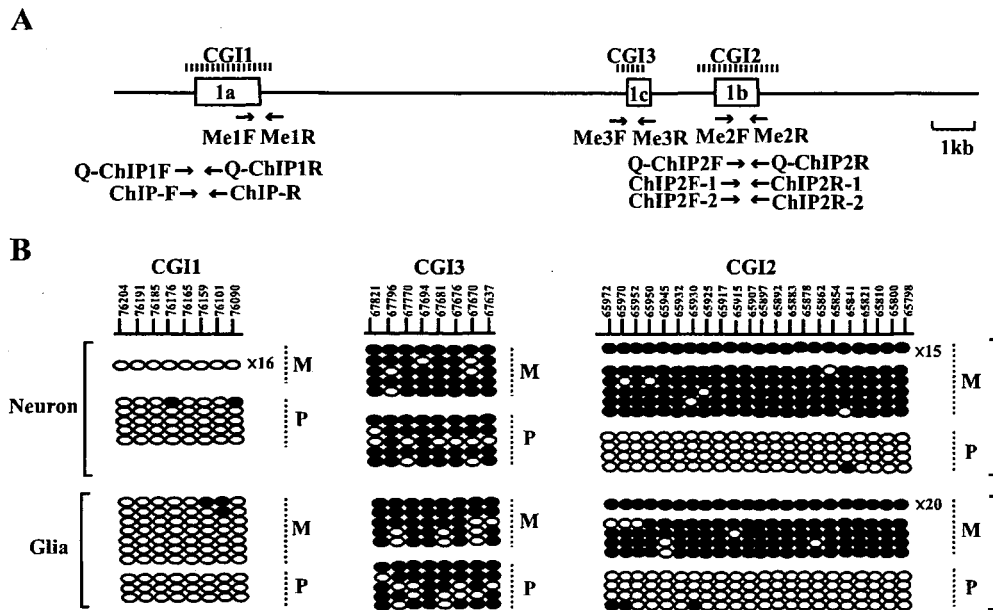 A
CGI1 CGI3 CGI2
1a 1c 1b
Me1F Me1R Me3F Me3R Me2F Me2R
1kb
Q-ChIP1F Q-ChIP1R Q-ChIP2F Q-ChIP2R
ChIP-F ChIP-R ChIP2F-1 ChIP2R-1
ChIP2F-2 ChIP2R-2
B
CGI1 CGI3 CGI2
76204 76191 76185 76176 76165 76159 76101 76090
67821 67796 67770 67694 67681 67676 67670 67637
65972 65970 65952 65950 65945 65932 65930 65925 65917 65915 65907 65897 65892 65883 65878 65862 65854 65841 65821 65810 65800 65798
Neuron
x16 M M x15 M
P P P
Glia
M M x20 M
P P P